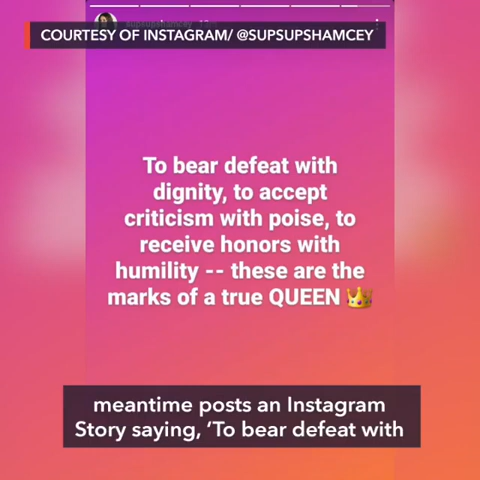 supsupshamcey
COURTESY OF INSTAGRAM/ @SUPSUPSHAMCEY
To bear defeat with
dignity, to accept
criticism with poise, to
receive honors with
humility -- these are the
marks of a true QUEEN 👑
meantime posts an Instagram
Story saying, ‘To bear defeat with